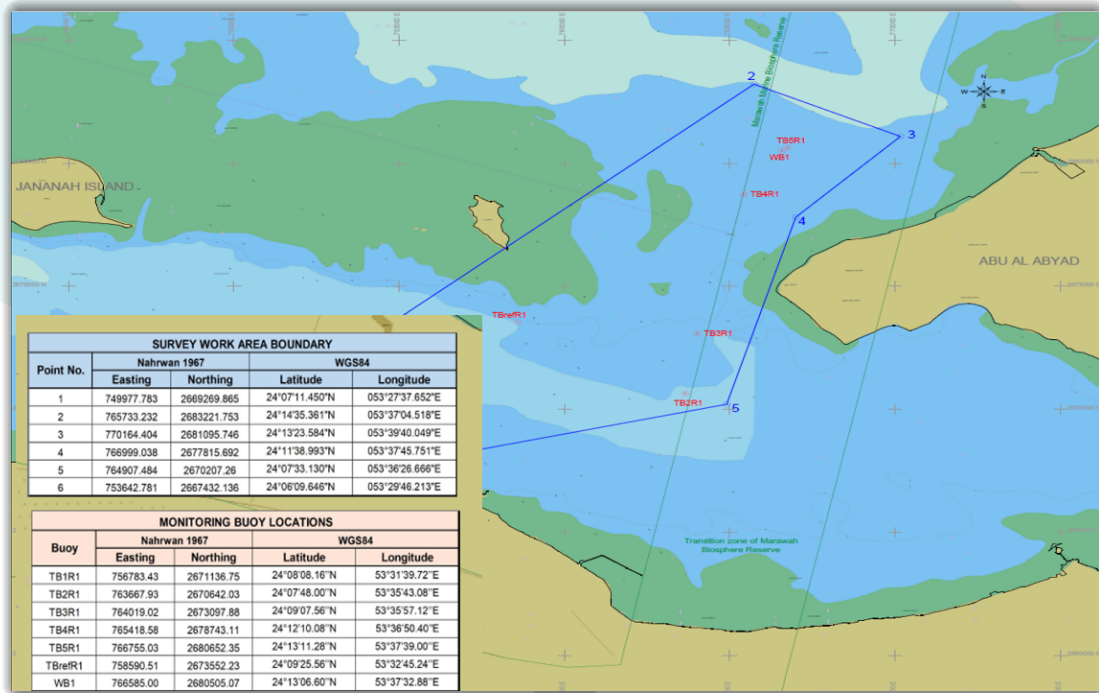 2
3
4
5
Marawah Marine Biosphere Reserve
N
W
E
S
TB5R1
WB1
TB4R1
JANANAH ISLAND
ABU AL ABYAD
TBrefR1
TB3R1
TB2R1
Transition zone of Marawah
Biosphere Reserve
SURVEY WORK AREA BOUNDARY
Point No. Nahrwan 1967 WGS84
Easting Northing Latitude Longitude
1 749977.783 2669269.865 24°07'11.450"N 053°27'37.652"E
2 765733.232 2683221.753 24°14'35.361"N 053°37'04.518"E
3 770164.404 2681095.746 24°13'23.584"N 053°39'40.049"E
4 766999.038 2677815.692 24°11'38.993"N 053°37'45.751"E
5 764907.484 2670207.26 24°07'33.130"N 053°36'26.666"E
6 753642.781 2667432.136 24°06'09.646"N 053°29'46.213"E
MONITORING BUOY LOCATIONS
Buoy Nahrwan 1967 WGS84
Easting Northing Latitude Longitude
TB1R1 756783.43 2671136.75 24°08'08.16"N 53°31'39.72"E
TB2R1 763667.93 2670642.03 24°07'48.00"N 53°35'43.08"E
TB3R1 764019.02 2673097.88 24°09'07.56"N 53°35'57.12"E
TB4R1 765418.58 2678743.11 24°12'10.08"N 53°36'50.40"E
TB5R1 766755.03 2680652.35 24°13'11.28"N 53°37'39.00"E
TBrefR1 758590.51 2673552.23 24°09'25.56"N 53°32'45.24"E
WB1 766585.00 2680505.07 24°13'06.60"N 53°37'32.88"E